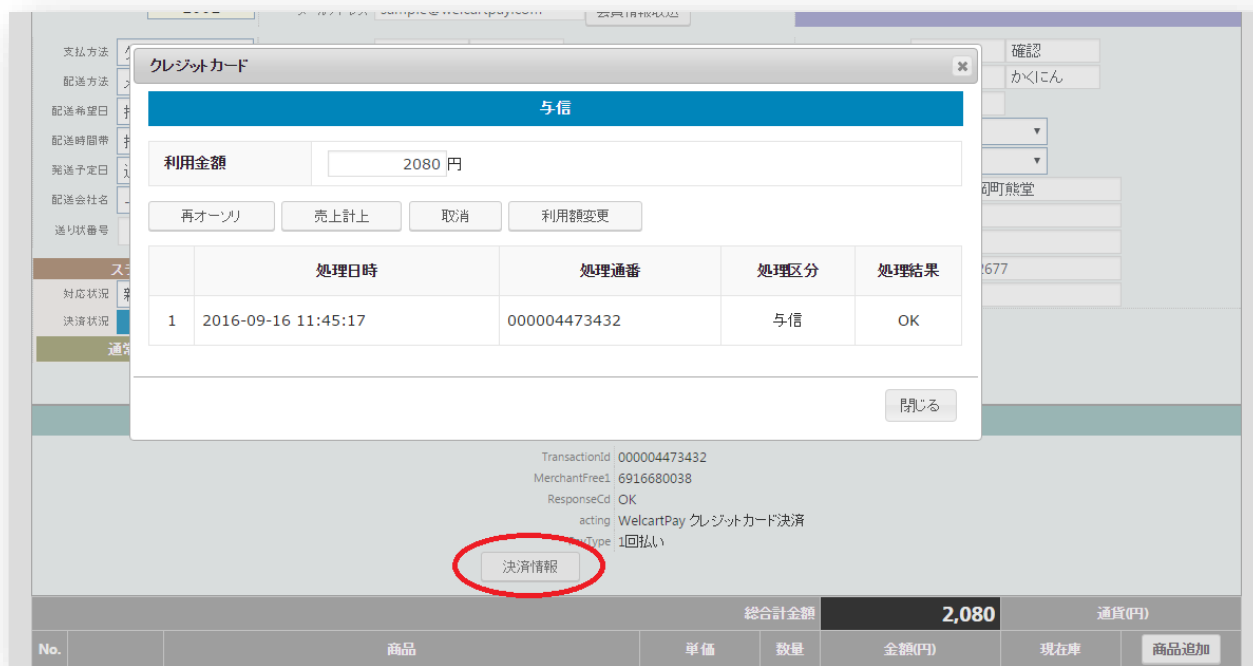 支払方法
確認
配送方法
かくにん
配送希望日
配送時間帯
発送予定日
配送会社名
送り状番号
対応状況
決済状況
クレジットカード
与信
利用金額 2080 円
再オーソリ 売上計上 取消 利用額変更
処理日時 処理通番 処理区分 処理結果
1 2016-09-16 11:45:17 000004473432 与信 OK
閉じる
TransactionId 000004473432
MerchantFree1 6916680038
ResponseCd OK
acting WelcartPay クレジットカード決済
1回払い
決済情報
総合計金額 2,080 通貨(円)
No. 商品 単価 数量 金額(円) 現在庫 商品追加